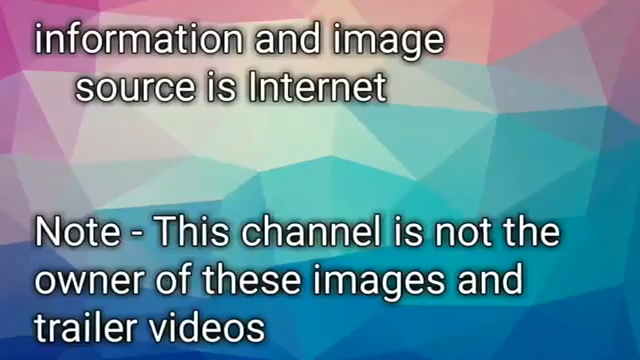 information and image
source is Internet
Note - This channel is not the
owner of these images and
trailer videos